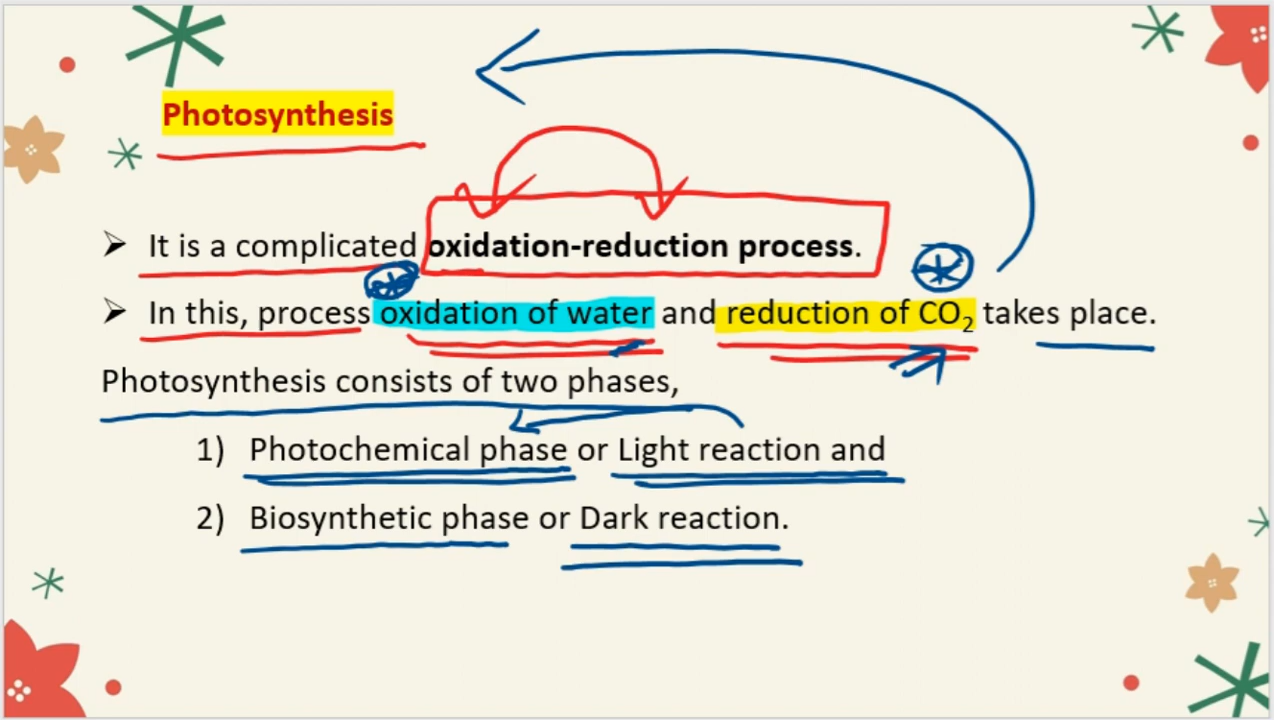 Photosynthesis
➢ It is a complicated oxidation-reduction process.
➢ In this, process oxidation of water and reduction of CO₂ takes place.
Photosynthesis consists of two phases,
1) Photochemical phase or Light reaction and
2) Biosynthetic phase or Dark reaction.